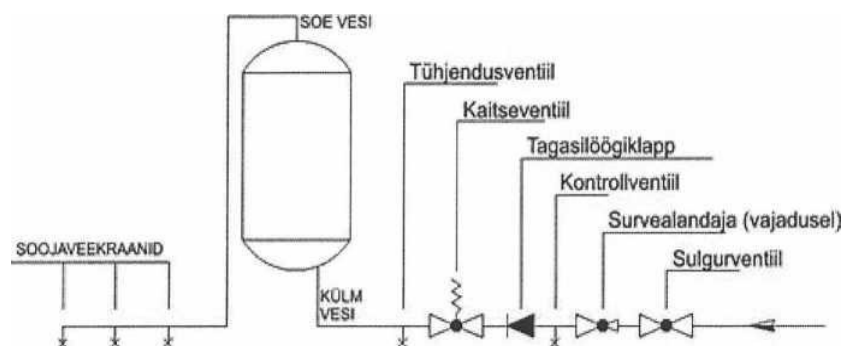 SOE VESI
Tühjendusventiil
Kaitseventiil
Tagasilöögiklapp
Kontrollventiil
Survealandaja (vajadusel)
Sulgurventiil
SOOJAVEEKRAANID
KÜLM
VESI